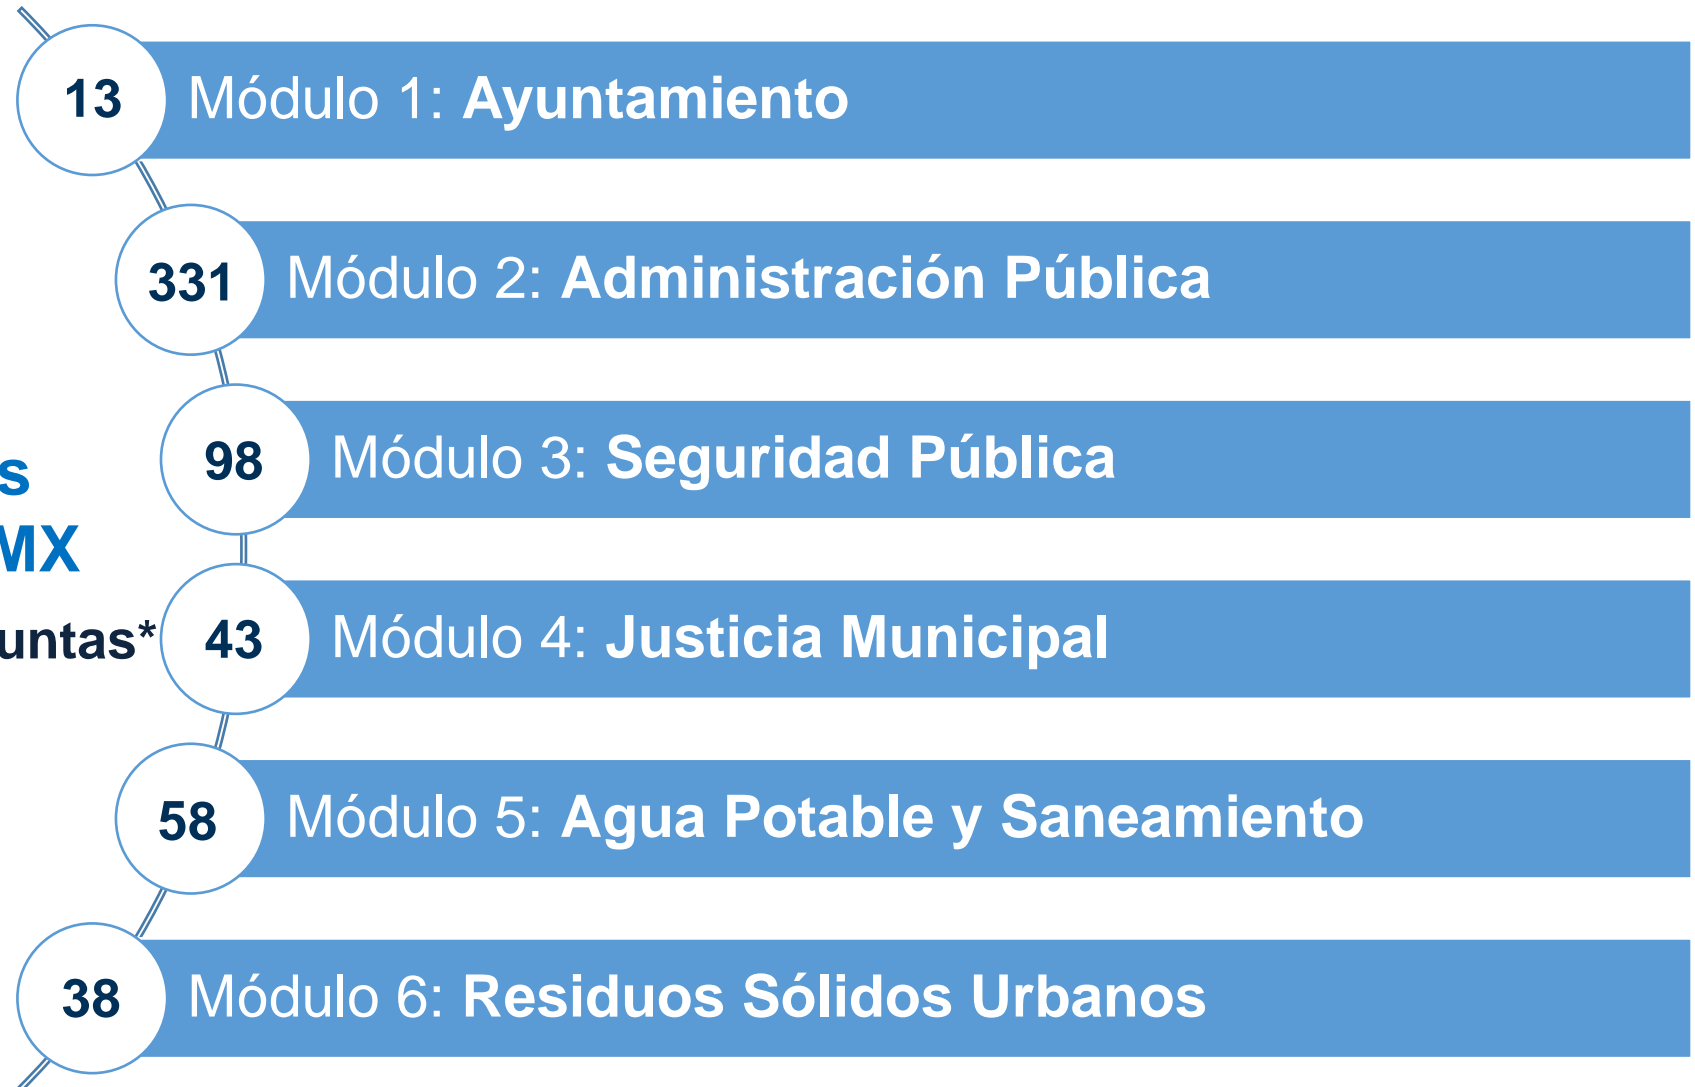 13 Módulo 1: Ayuntamiento
331 Módulo 2: Administración Pública
98 Módulo 3: Seguridad Pública
s
MX
untas*
43 Módulo 4: Justicia Municipal
58 Módulo 5: Agua Potable y Saneamiento
38 Módulo 6: Residuos Sólidos Urbanos